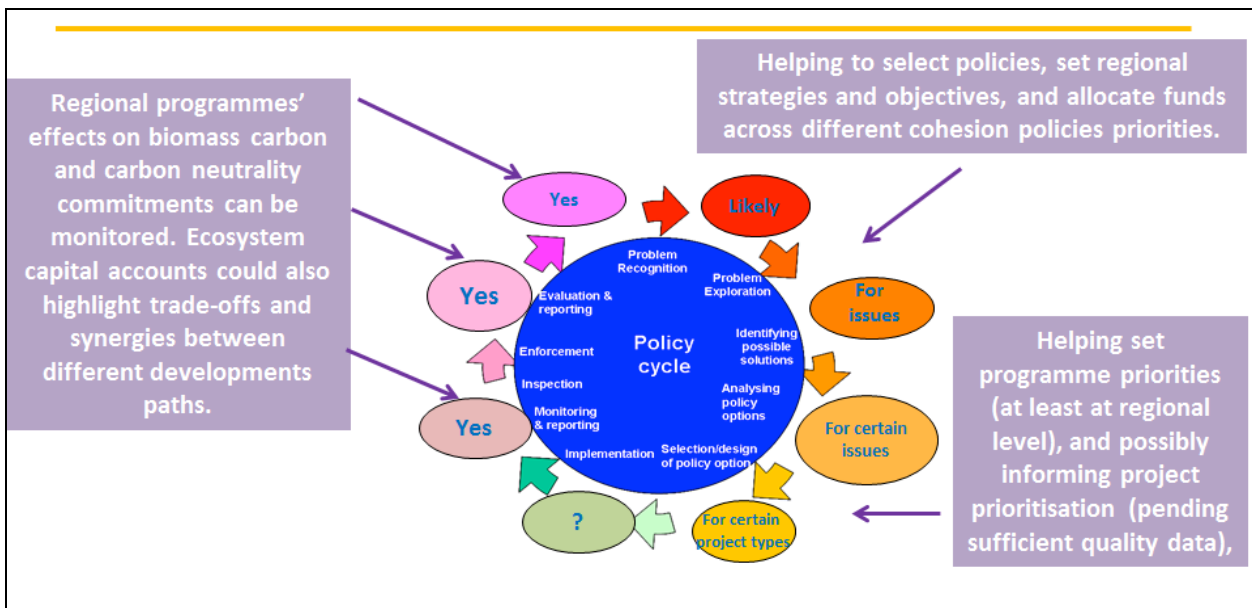 Regional programmes'
effects on biomass carbon
and carbon neutrality
commitments can be
monitored. Ecosystem
capital accounts could also
highlight trade-offs and
synergies between
different developments
paths.
Helping to select policies, set regional
strategies and objectives, and allocate funds
across different cohesion policies priorities.
Yes
Likely
For
issues
For certain
issues
For certain
project types
?
Yes
Yes
Problem
Recognition
Problem
Exploration
Identifying
possible
solutions
Analysing
policy
options
Selection/design
of policy option
Implementation
Monitoring
& reporting
Inspection
Enforcement
Evaluation &
reporting
Policy
cycle
Helping set
programme priorities
(at least at regional
level), and possibly
informing project
prioritisation (pending
sufficient quality data),